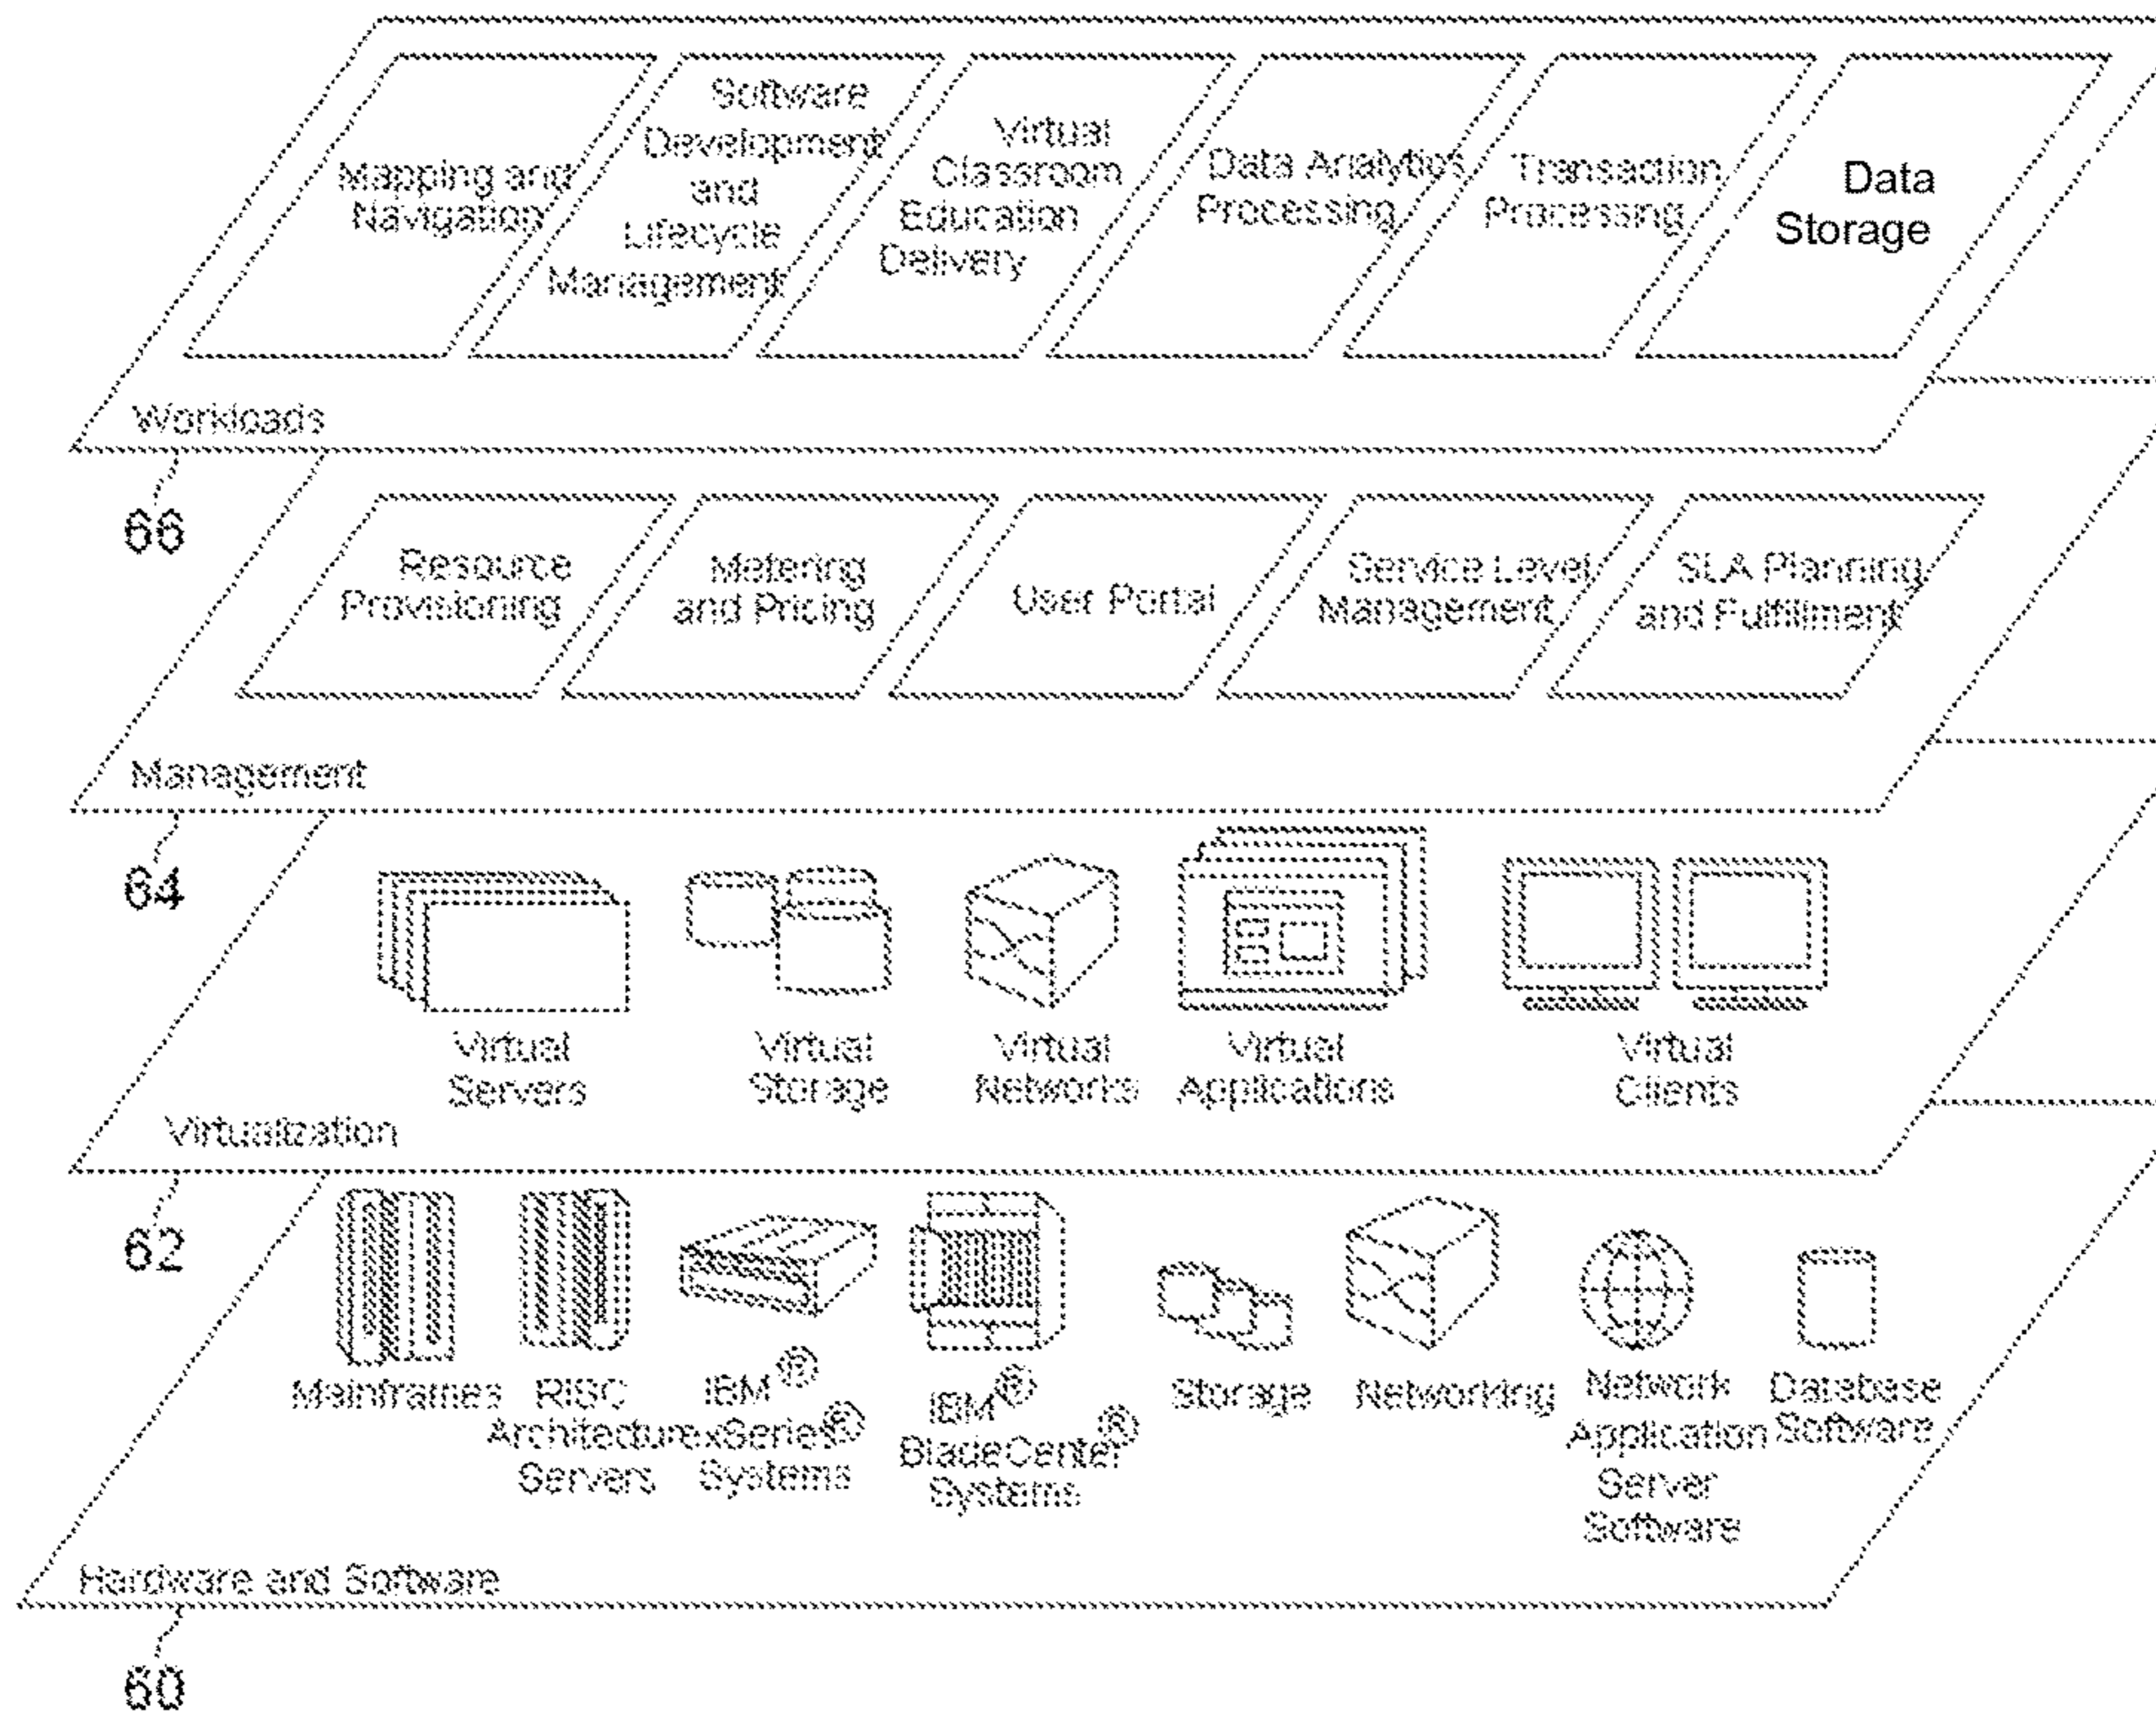 Mapping and
Navigation
Software
Development
and
Lifecycle
Management
Virtual
Classroom
Education
Delivery
Data Analytics
Processing
Transaction
Processing
Data
Storage
Workloads
66
Resource
Provisioning
Metering
and Pricing
User Portal
Service Level
Management
SLA Planning
and Fulfillment
Management
64
Virtual
Servers
Virtual
Storage
Virtual
Networks
Virtual
Applications
Virtual
Clients
Virtualization
62
Mainframes
RISC
Architecture
Servers
IBM®
xSeries®
Systems
IBM®
BladeCenter®
Systems
Storage
Networking
Network
Application
Server
Software
Database
Software
Hardware and Software
60